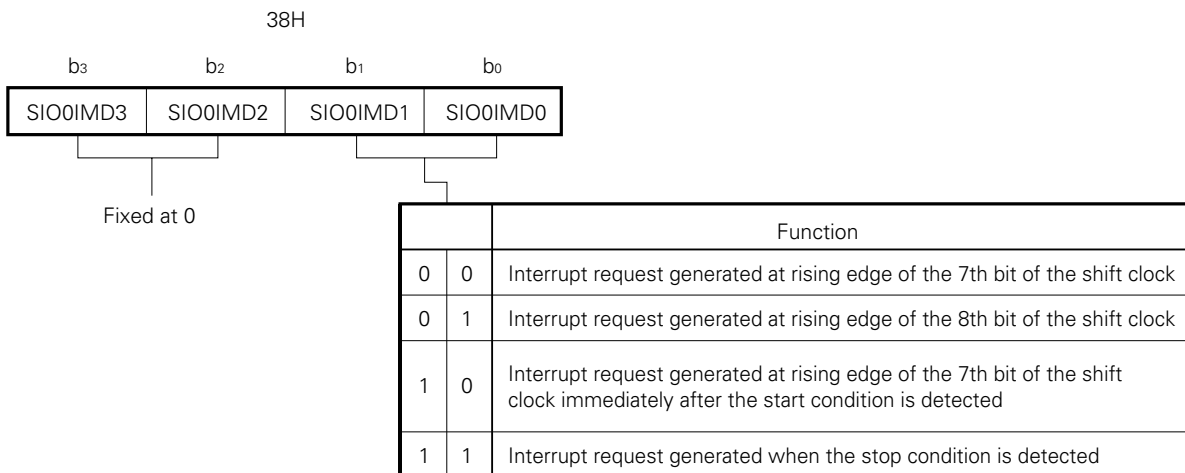 38H
b3 b2 b1 b0
SIO0IMD3 SIO0IMD2 SIO0IMD1 SIO0IMD0
Fixed at 0
Function
0 0 Interrupt request generated at rising edge of the 7th bit of the shift clock
0 1 Interrupt request generated at rising edge of the 8th bit of the shift clock
1 0 Interrupt request generated at rising edge of the 7th bit of the shift
clock immediately after the start condition is detected
1 1 Interrupt request generated when the stop condition is detected